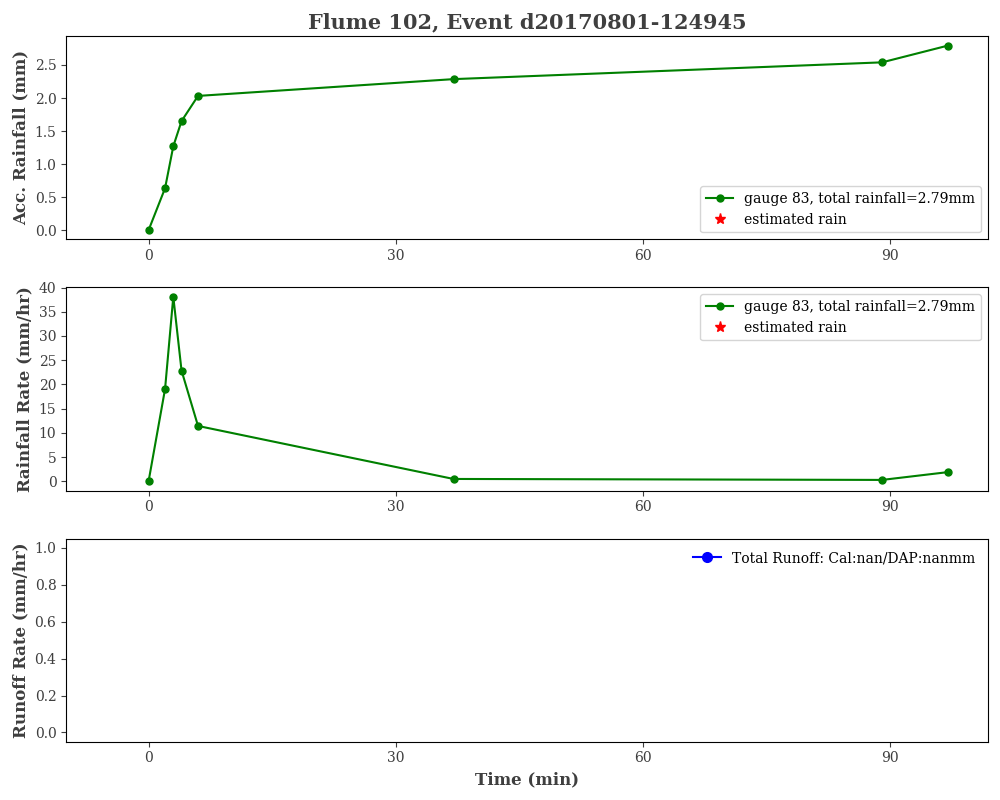 Flume 102, Event d20170801-124945
Acc. Rainfall (mm)
2.5
2.0
1.5
1.0
0.5
0.0
gauge 83, total rainfall=2.79mm
estimated rain
0 30 60 90
Rainfall Rate (mm/hr)
40
35
30
25
20
15
10
5
0
gauge 83, total rainfall=2.79mm
estimated rain
0 30 60 90
Runoff Rate (mm/hr)
1.0
0.8
0.6
0.4
0.2
0.0
Total Runoff: Cal:nan/DAP:nanmm
0 30 60 90
Time (min)